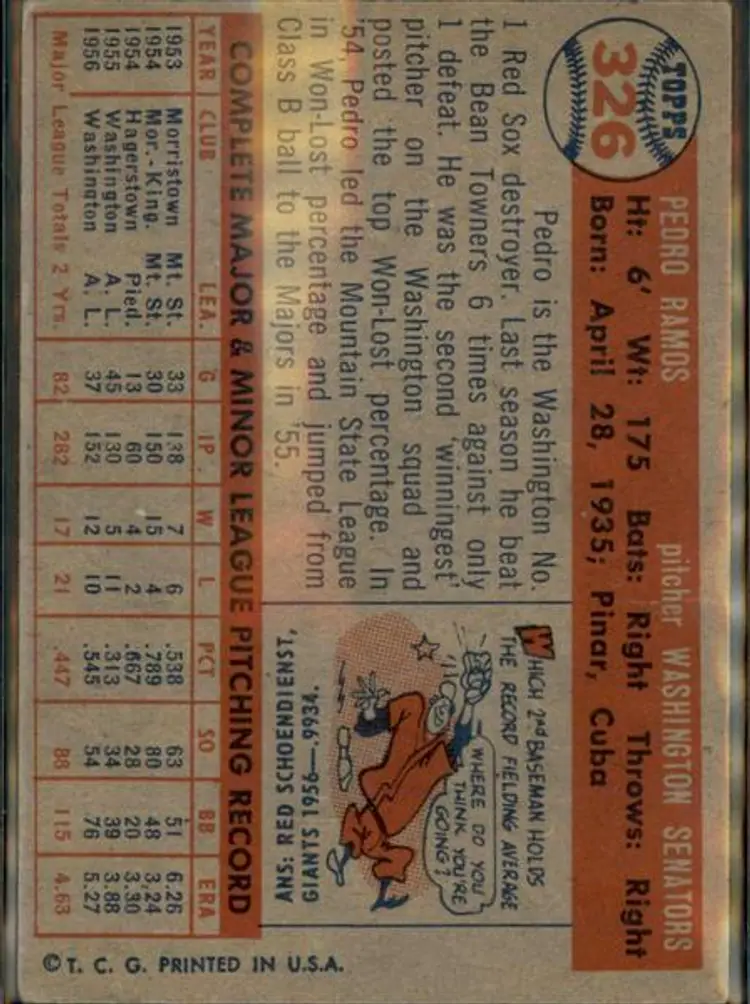 TOPPS
326
PEDRO RAMOS pitcher WASHINGTON SENATORS
Ht: 6' Wt: 175 Bats: Right Throws: Right
Born: April 28, 1935; Pinar, Cuba
Pedro is the Washington No.
1 Red Sox destroyer. Last season he beat
the Bean Towners 6 times against only
1 defeat. He was the second 'winningest'
pitcher on the Washington squad and
posted the top Won-Lost percentage. In
'54, Pedro led the Mountain State League
in Won-Lost percentage and jumped from
Class B ball to the Majors in '55.
WHICH 2nd BASEMAN HOLDS
THE RECORD FIELDING AVERAGE
WHERE DO YOU
THINK YOU'RE
GOING?
ANS: RED SCHOENDIENST,
GIANTS 1956—.9934.
COMPLETE MAJOR & MINOR LEAGUE PITCHING RECORD
YEAR CLUB LEA. G IP W L PCT SO BB ERA
1953 Morristown Mt. St. 33 138 7 6 .538 63 51 6.26
1954 Mor.-King. Mt. St. 30 150 15 4 .789 80 48 3.24
1954 Hagerstown Pied. 13 60 4 2 .667 28 20 3.30
1955 Washington A. L. 45 130 5 11 .313 34 39 3.88
1956 Washington A. L. 37 152 12 10 .545 54 76 5.27
Major League Totals 2 Yrs. 82 282 17 21 .447 88 115 4.63
© T. C. G. PRINTED IN U.S.A.